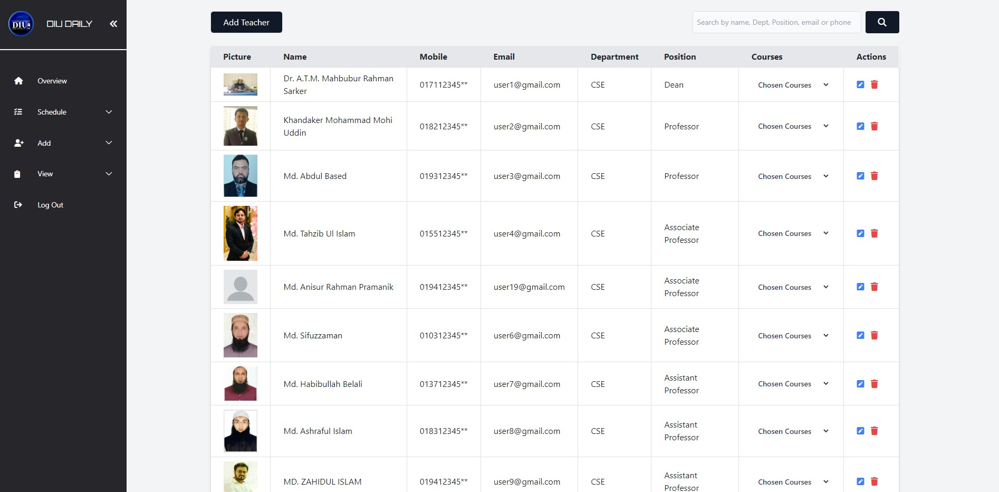 DIU
DIU DAILY
Overview
Schedule
Add
View
Log Out
Add Teacher
Search by name, Dept, Position, email or phone
Picture Name Mobile Email Department Position Courses Actions
Dr. A.T.M. Mahbubur Rahman
Sarker
017112345** user1@gmail.com CSE Dean Chosen Courses
Khandaker Mohammad Mohi
Uddin
018212345** user2@gmail.com CSE Professor Chosen Courses
Md. Abdul Based 019312345** user3@gmail.com CSE Professor Chosen Courses
Md. Tahzib Ul Islam 015512345** user4@gmail.com CSE
Associate
Professor
Chosen Courses
Md. Anisur Rahman Pramanik 019412345** user19@gmail.com CSE
Associate
Professor
Chosen Courses
Md. Sifuzzaman 010312345** user6@gmail.com CSE
Associate
Professor
Chosen Courses
Md. Habibullah Belali 013712345** user7@gmail.com CSE
Assistant
Professor
Chosen Courses
Md. Ashraful Islam 018312345** user8@gmail.com CSE
Assistant
Professor
Chosen Courses
MD. ZAHIDUL ISLAM 019412345** user9@gmail.com CSE
Assistant
Professor
Chosen Courses